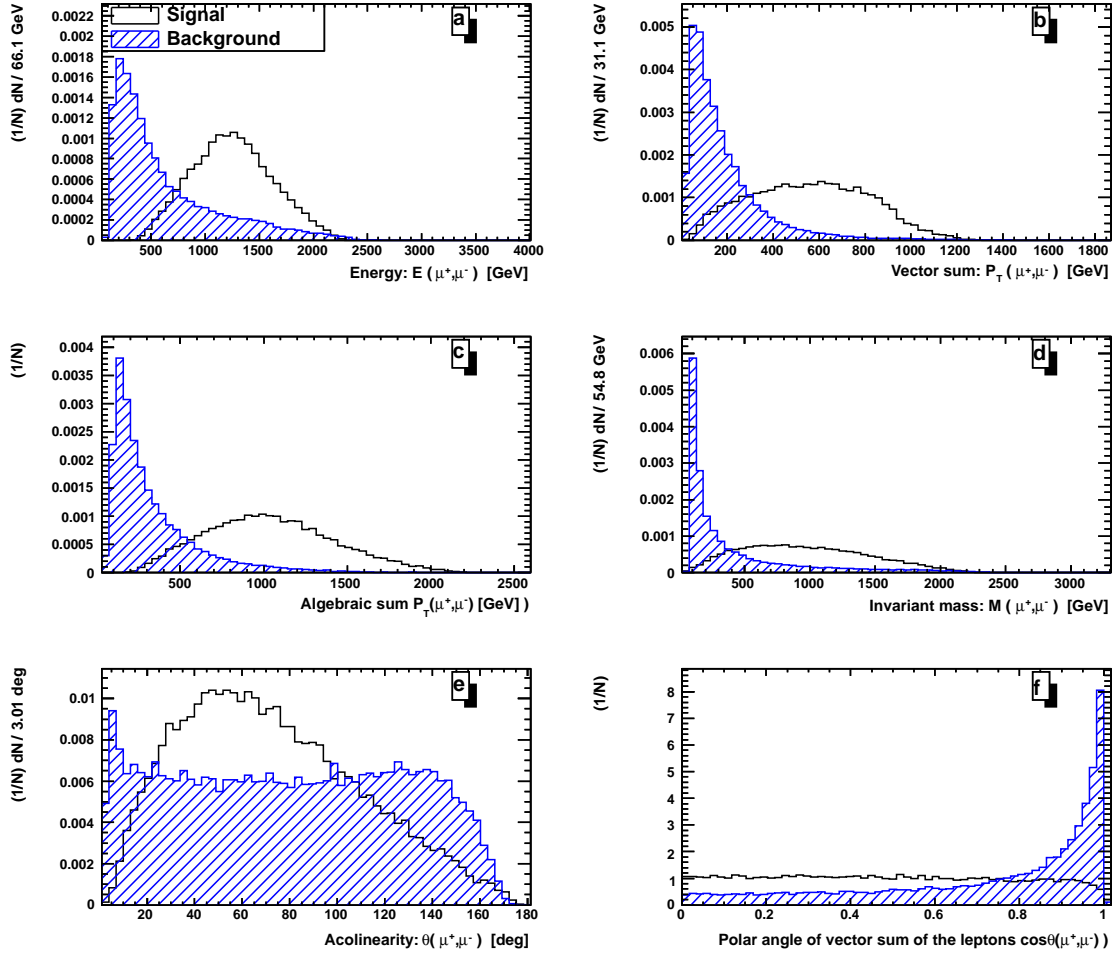 (1/N) dN / 66.1 GeV
0.0022
0.002
0.0018
0.0016
0.0014
0.0012
0.001
0.0008
0.0006
0.0004
0.0002
0
Signal
Background
a
500 1000 1500 2000 2500 3000 3500 4000
Energy: E ( μ⁺,μ⁻ ) [GeV]
(1/N) dN / 31.1 GeV
0.005
0.004
0.003
0.002
0.001
0
b
200 400 600 800 1000 1200 1400 1600 1800
Vector sum: P_T ( μ⁺,μ⁻ ) [GeV]
(1/N)
0.004
0.0035
0.003
0.0025
0.002
0.0015
0.001
0.0005
0
c
500 1000 1500 2000 2500
Algebraic sum P_T(μ⁺,μ⁻) [GeV] )
(1/N) dN/ 54.8 GeV
0.006
0.005
0.004
0.003
0.002
0.001
0
d
500 1000 1500 2000 2500 3000
Invariant mass: M ( μ⁺,μ⁻ ) [GeV]
(1/N) dN / 3.01 deg
0.01
0.008
0.006
0.004
0.002
0
e
20 40 60 80 100 120 140 160 180
Acolinearity: θ( μ⁺,μ⁻ ) [deg]
(1/N)
8
7
6
5
4
3
2
1
0
f
0 0.2 0.4 0.6 0.8 1
Polar angle of vector sum of the leptons cosθ(μ⁺,μ⁻) )